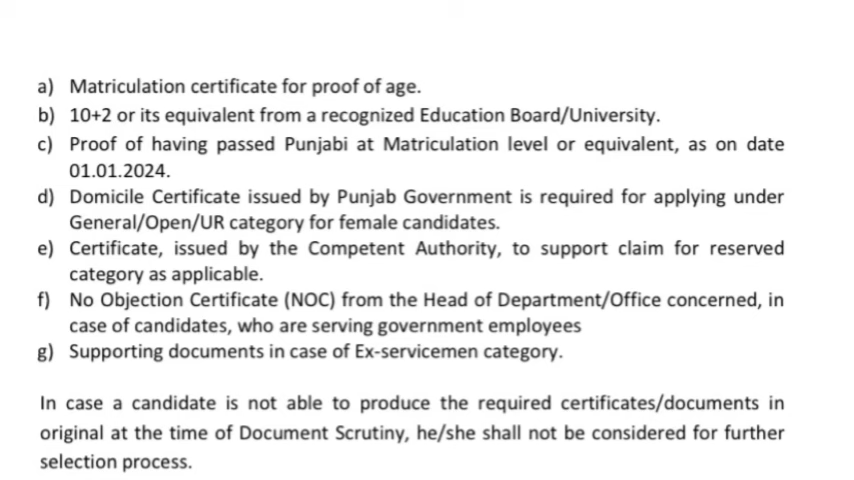 a) Matriculation certificate for proof of age.
b) 10+2 or its equivalent from a recognized Education Board/University.
c) Proof of having passed Punjabi at Matriculation level or equivalent, as on date
01.01.2024.
d) Domicile Certificate issued by Punjab Government is required for applying under
General/Open/UR category for female candidates.
e) Certificate, issued by the Competent Authority, to support claim for reserved
category as applicable.
f) No Objection Certificate (NOC) from the Head of Department/Office concerned, in
case of candidates, who are serving government employees
g) Supporting documents in case of Ex-servicemen category.
In case a candidate is not able to produce the required certificates/documents in
original at the time of Document Scrutiny, he/she shall not be considered for further
selection process.